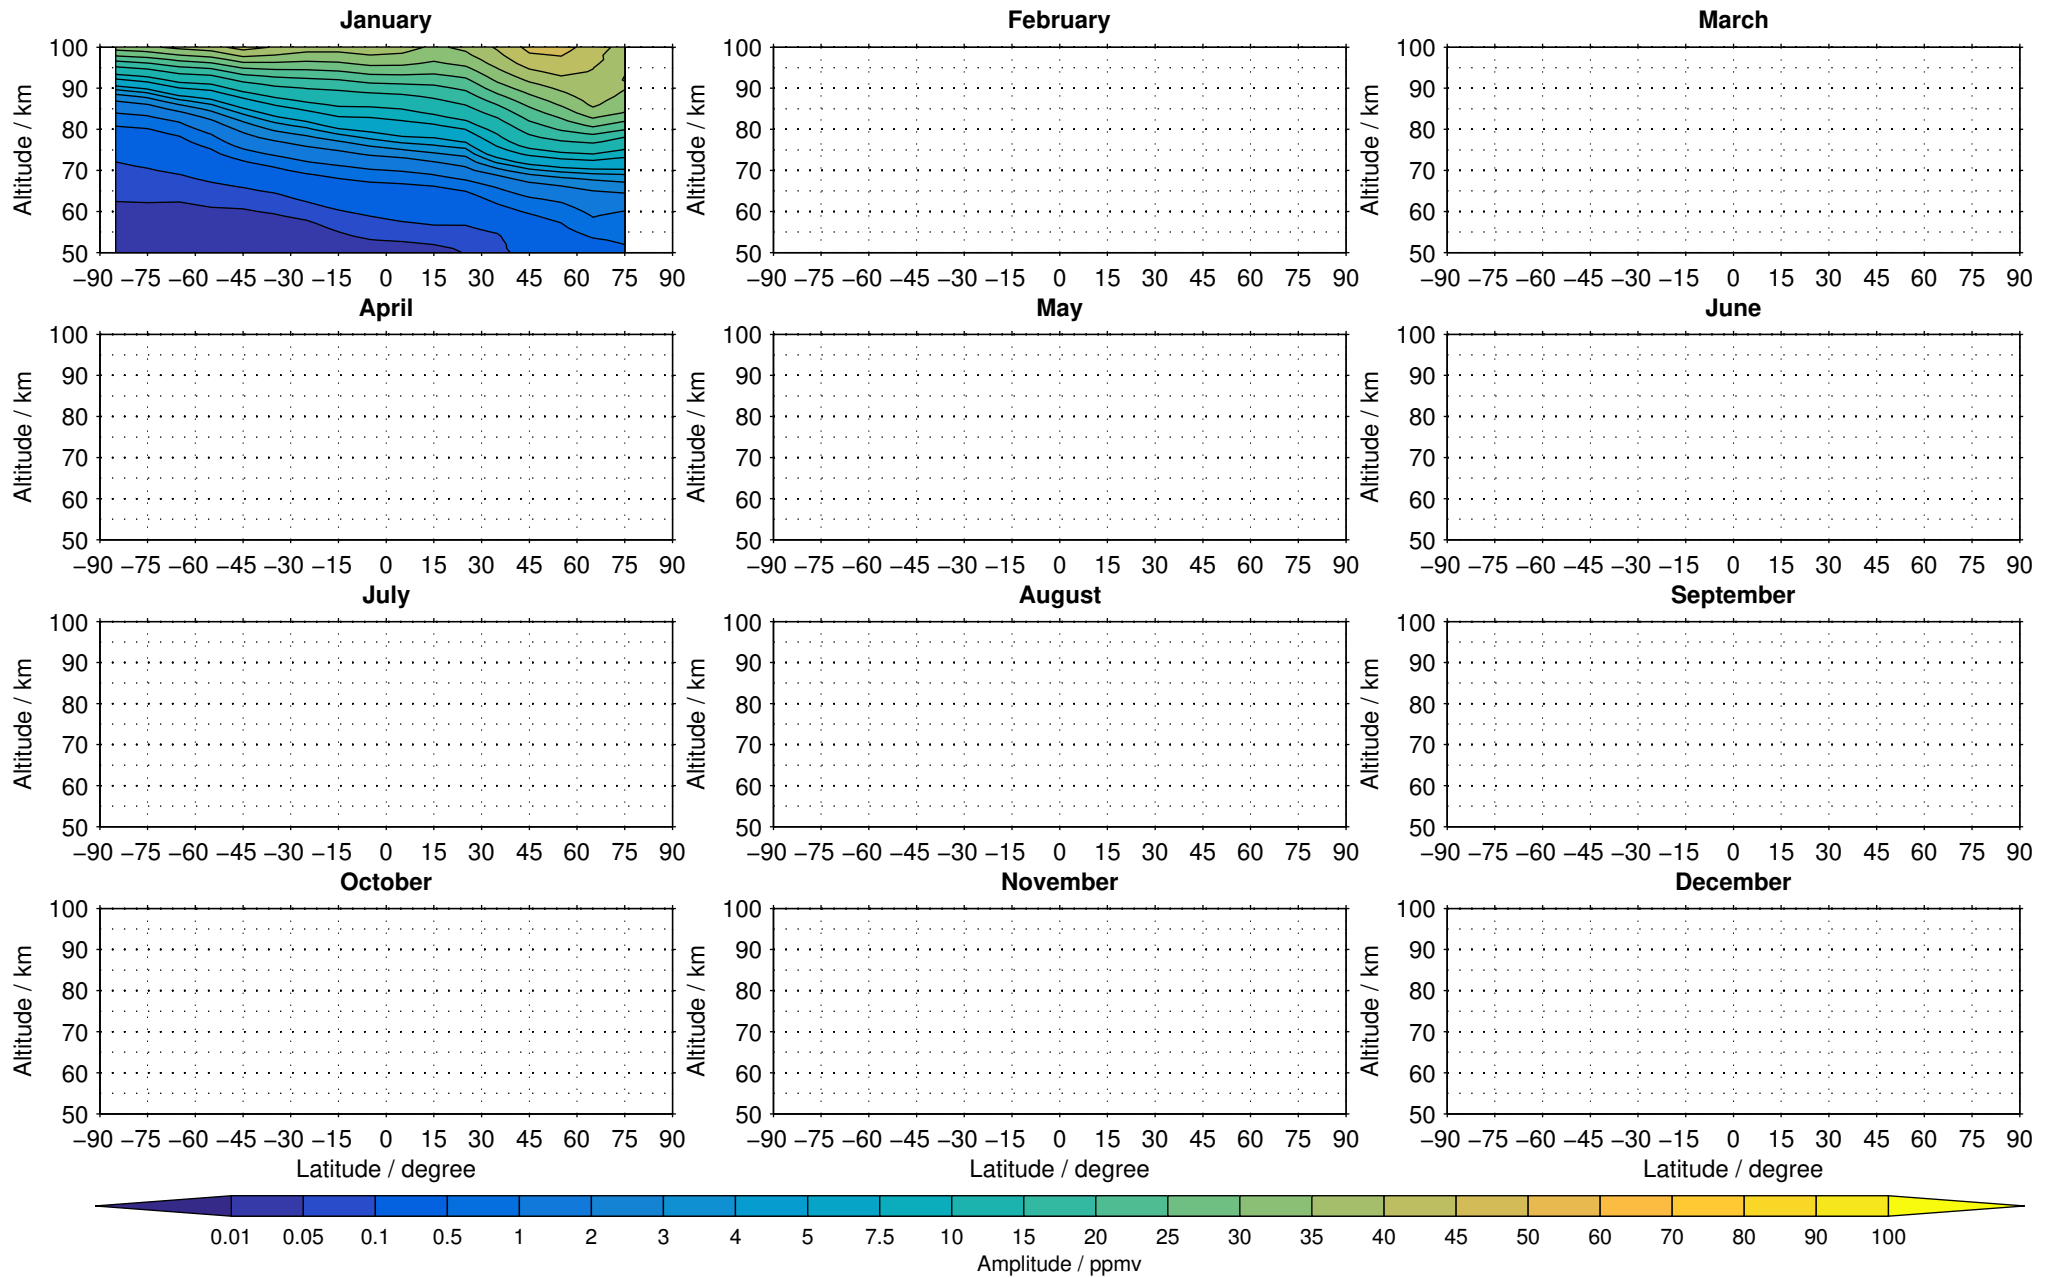 January February March
100 100 100
Altitude / km Altitude / km Altitude / km
90 90 90
80 80 80
70 70 70
60 60 60
50 50 50
−90 −75 −60 −45 −30 −15 0 15 30 45 60 75 90 −90 −75 −60 −45 −30 −15 0 15 30 45 60 75 90 −90 −75 −60 −45 −30 −15 0 15 30 45 60 75 90
April May June
100 100 100
Altitude / km Altitude / km Altitude / km
90 90 90
80 80 80
70 70 70
60 60 60
50 50 50
−90 −75 −60 −45 −30 −15 0 15 30 45 60 75 90 −90 −75 −60 −45 −30 −15 0 15 30 45 60 75 90 −90 −75 −60 −45 −30 −15 0 15 30 45 60 75 90
July August September
100 100 100
Altitude / km Altitude / km Altitude / km
90 90 90
80 80 80
70 70 70
60 60 60
50 50 50
−90 −75 −60 −45 −30 −15 0 15 30 45 60 75 90 −90 −75 −60 −45 −30 −15 0 15 30 45 60 75 90 −90 −75 −60 −45 −30 −15 0 15 30 45 60 75 90
October November December
100 100 100
Altitude / km Altitude / km Altitude / km
90 90 90
80 80 80
70 70 70
60 60 60
50 50 50
−90 −75 −60 −45 −30 −15 0 15 30 45 60 75 90 −90 −75 −60 −45 −30 −15 0 15 30 45 60 75 90 −90 −75 −60 −45 −30 −15 0 15 30 45 60 75 90
Latitude / degree Latitude / degree Latitude / degree
0.01 0.05 0.1 0.5 1 2 3 4 5 7.5 10 15 20 25 30 35 40 45 50 60 70 80 90 100
Amplitude / ppmv